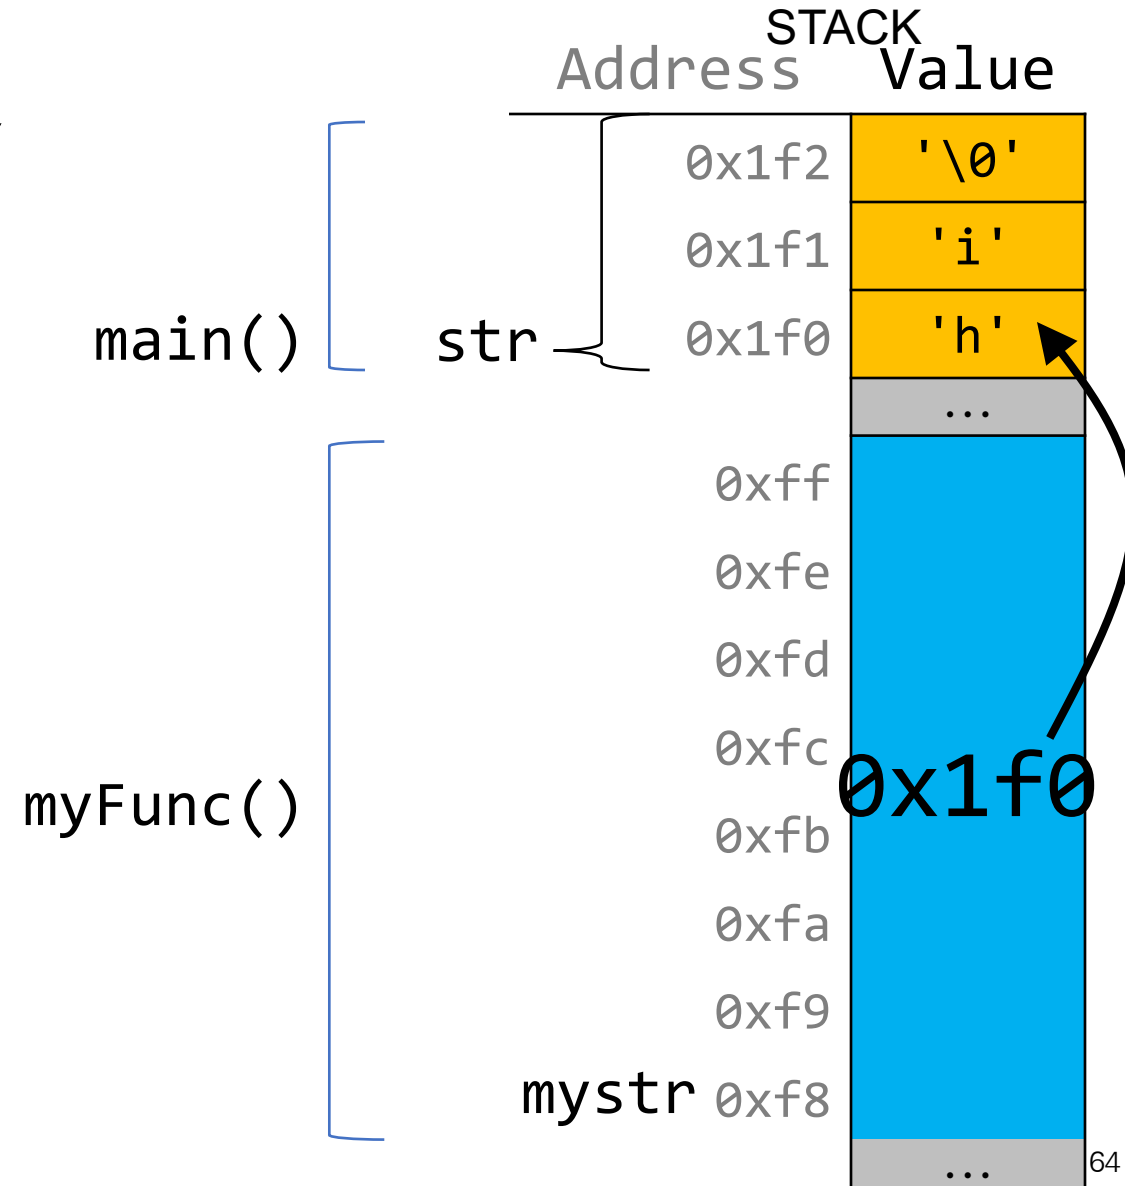 STACK
Address Value
0x1f2 '\0'
0x1f1 'i'
main() str 0x1f0 'h'
...
0xff
0xfe
0xfd
0xfc
0x1f0
myFunc()
0xfb
0xfa
0xf9
mystr 0xf8
... 64